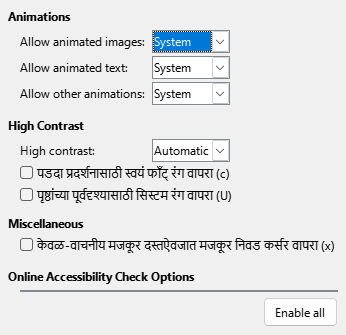 Animations
Allow animated images: System
Allow animated text: System
Allow other animations: System
High Contrast
High contrast: Automatic
पडदा प्रदर्शनासाठी स्वयं फाँट् रंग वापरा (c)
पृष्ठांच्या पूर्वदृश्यासाठी सिस्टम रंग वापरा (U)
Miscellaneous
केवळ-वाचनीय मजकूर दस्तऐवजात मजकूर निवड कर्सर वापरा (x)
Online Accessibility Check Options
Enable all